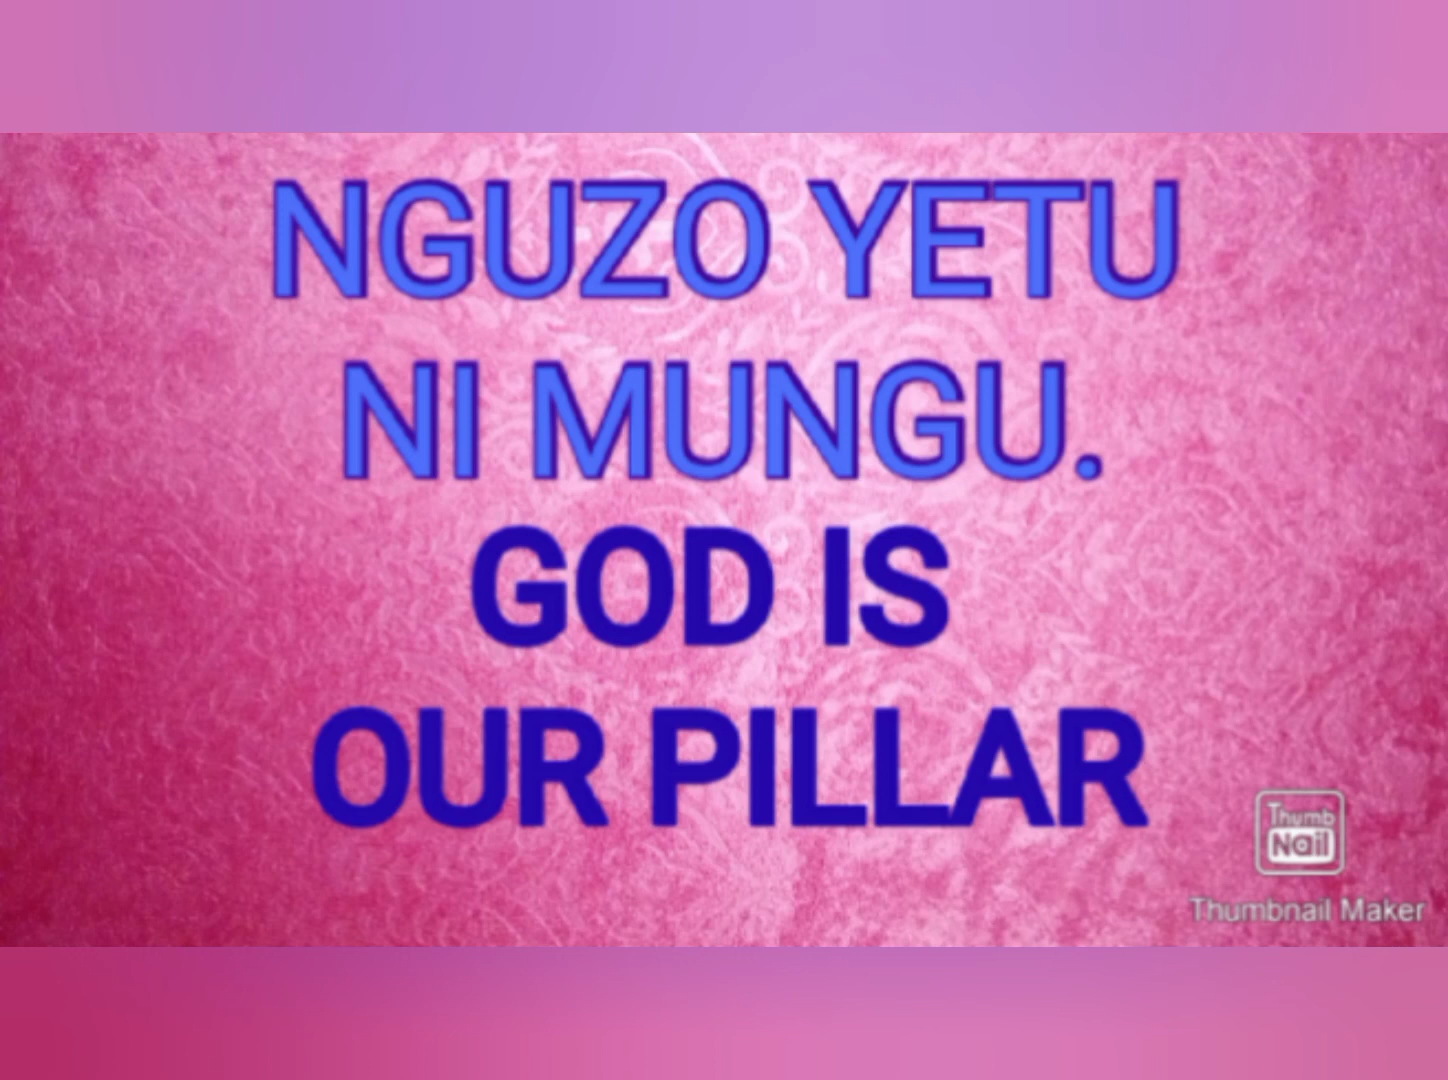 NGUZO YETU
NI MUNGU.
GOD IS
OUR PILLAR
Thumb
Nail
Thumbnail Maker